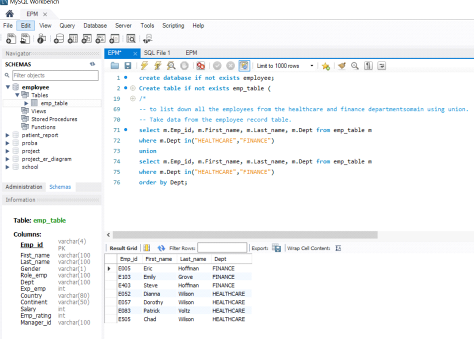 MySQL Workbench
EPM ×
File Edit View Query Database Server Tools Scripting Help
Navigator
SCHEMAS
Filter objects
employee
Tables
emp_table
Views
Stored Procedures
Functions
patient_report
proba
project
project_er_diagram
school
Administration Schemas
Information
Table: emp_table
Columns:
Emp_id varchar(4) PK
First_name varchar(100
Last_name varchar(100
Gender varchar(1)
Role_emp varchar(100
Dept varchar(100
Exp_emp int
Country varchar(80)
Continent varchar(50)
Salary int
Emp_rating int
Manager_id varchar(100
EPM* × SQL File 1 EPM
Limit to 1000 rows
1 create database if not exists employee;
2 Create table if not exists emp_table (
19 /*
69 -- to list down all the employees from the healthcare and finance departmentsomain using union.
70 -- Take data from the employee record table.
71 select m.Emp_id, m.First_name, m.Last_name, m.Dept from emp_table m
72 where m.Dept in("HEALTHCARE","FINANCE")
73 union
74 select m.Emp_id, m.First_name, m.Last_name, m.Dept from emp_table m
75 where m.Dept in("HEALTHCARE","FINANCE")
76 order by Dept;
Result Grid Filter Rows: Export: Wrap Cell Content:
Emp_id First_name Last_name Dept
E005 Eric Hoffman FINANCE
E103 Emily Grove FINANCE
E403 Steve Hoffman FINANCE
E052 Dianna Wilson HEALTHCARE
E057 Dorothy Wilson HEALTHCARE
E083 Patrick Voltz HEALTHCARE
E505 Chad Wilson HEALTHCARE